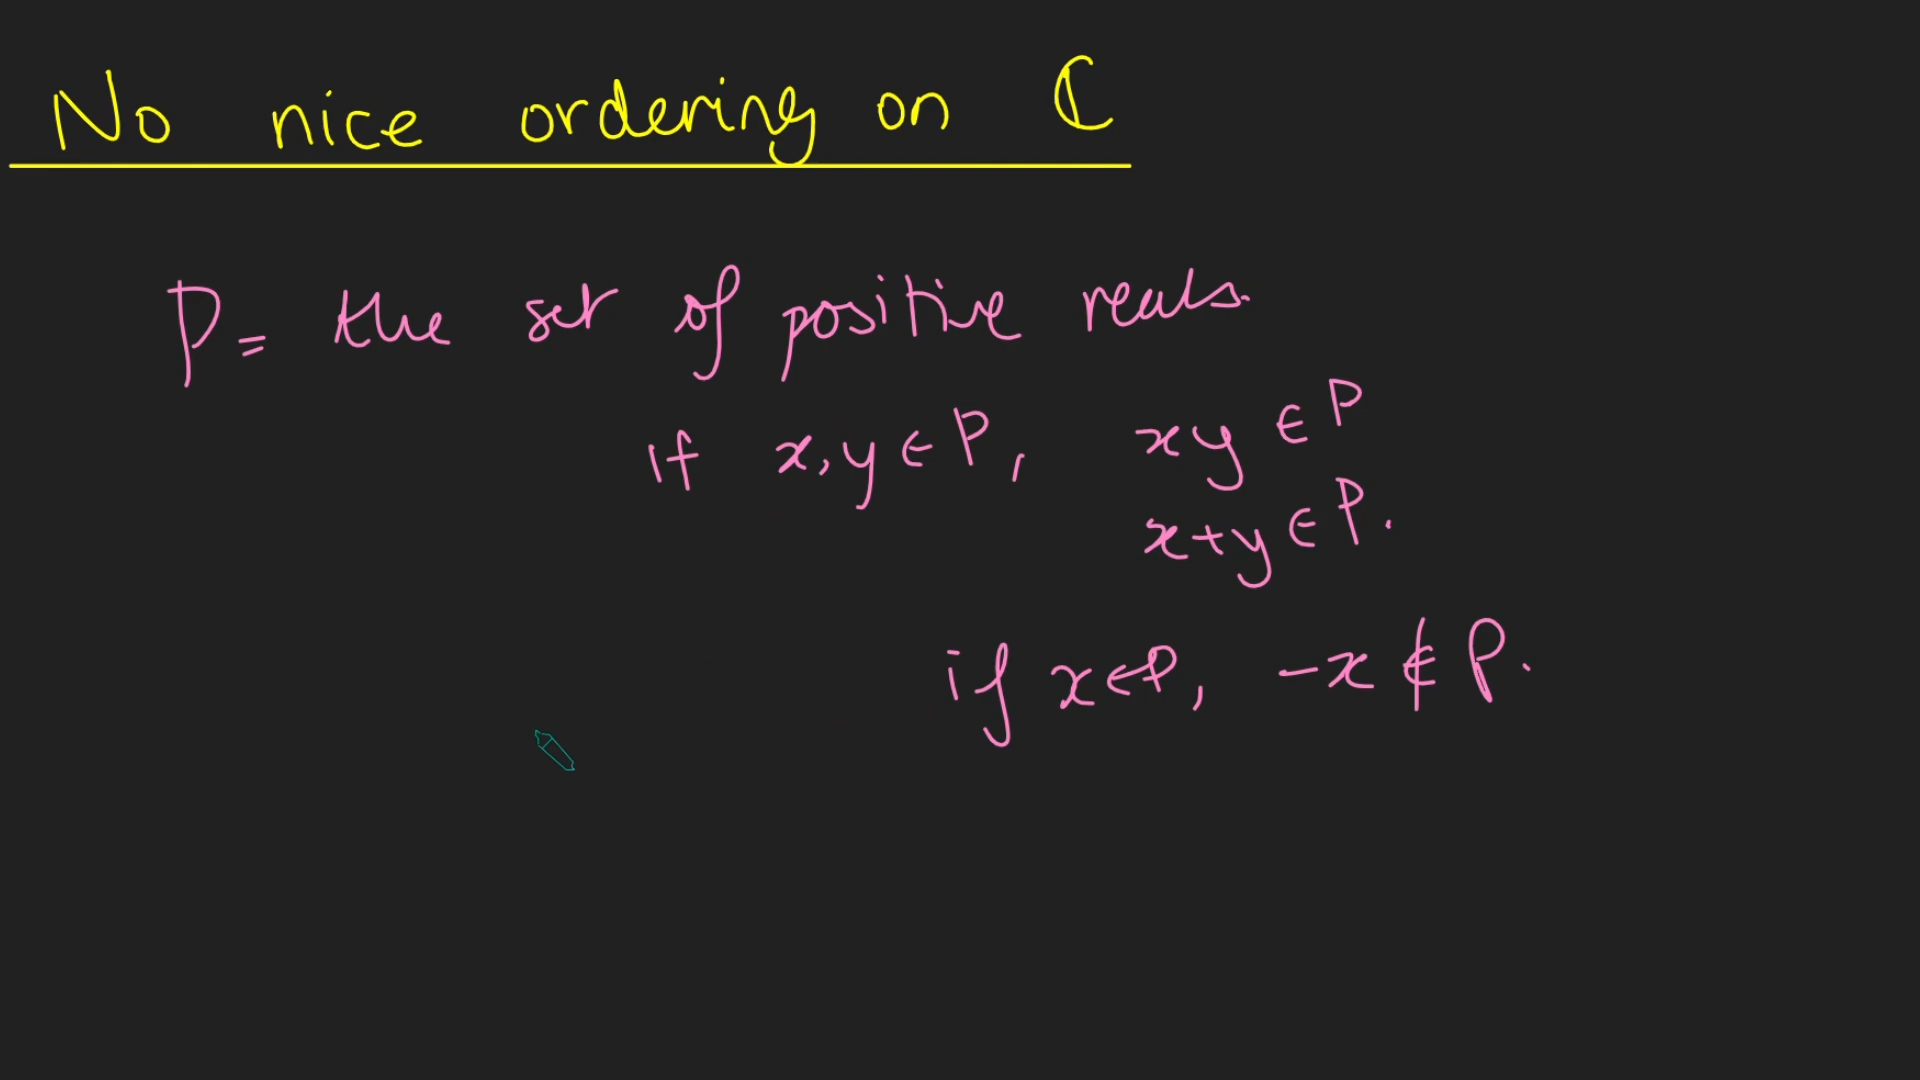 No nice ordering on ℂ
P = the set of positive reals.
If x, y ∈ P, xy ∈ P
x+y ∈ P.
if x ∈ P, -x ∉ P.